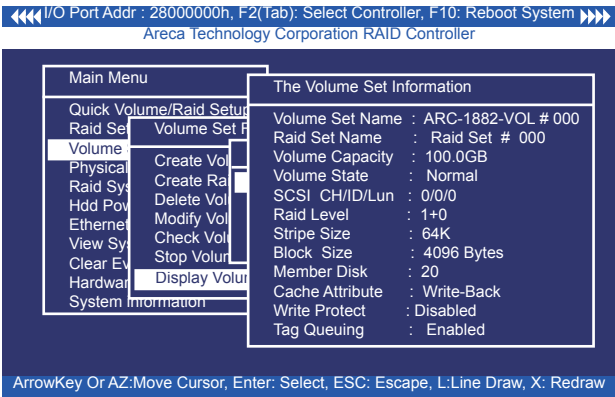 I/O Port Addr : 28000000h, F2(Tab): Select Controller, F10: Reboot System
Areca Technology Corporation RAID Controller
Main Menu
Quick Volume/Raid Setup
Raid Set
Volume
Physical
Raid Sys
Hdd Pow
Ethernet
View Sys
Clear Ev
Hardwar
System Information
Volume Set F
Create Vol
Create Rai
Delete Vol
Modify Vol
Check Volu
Stop Volum
Display Volum
The Volume Set Information
Volume Set Name : ARC-1882-VOL # 000
Raid Set Name : Raid Set # 000
Volume Capacity : 100.0GB
Volume State : Normal
SCSI CH/ID/Lun : 0/0/0
Raid Level : 1+0
Stripe Size : 64K
Block Size : 4096 Bytes
Member Disk : 20
Cache Attribute : Write-Back
Write Protect : Disabled
Tag Queuing : Enabled
ArrowKey Or AZ:Move Cursor, Enter: Select, ESC: Escape, L:Line Draw, X: Redraw